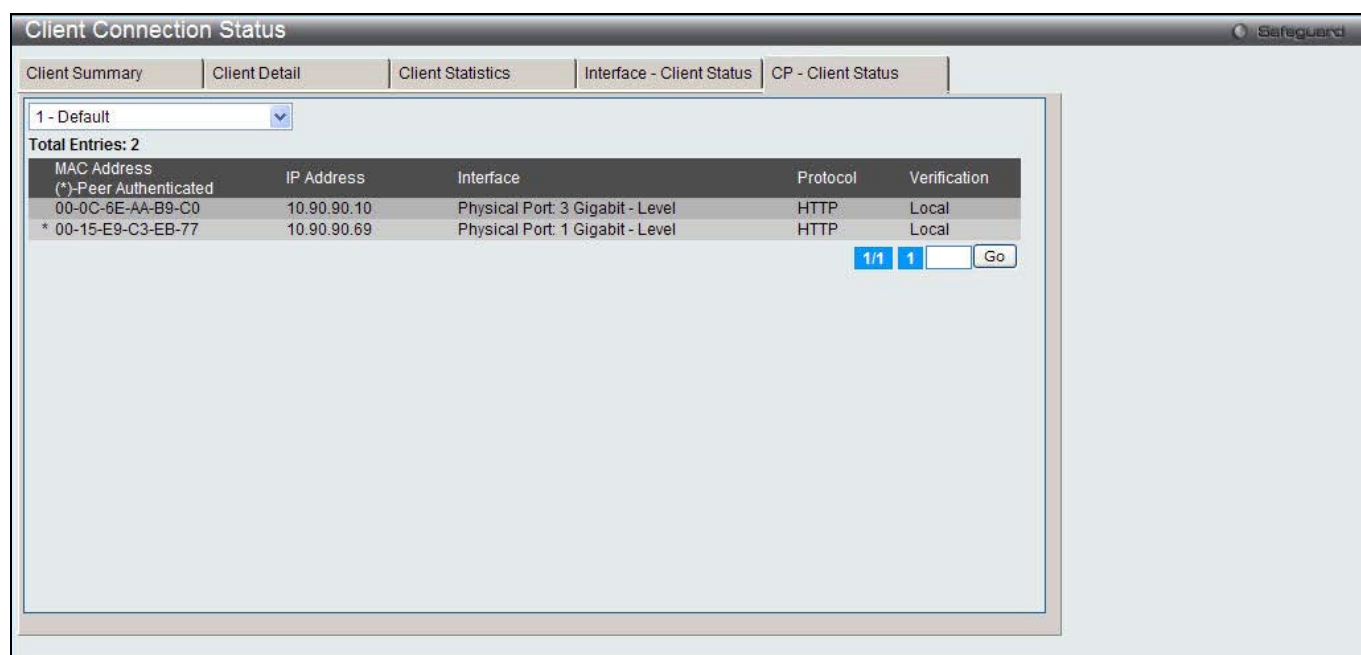 Client Connection Status
Safeguard
Client Summary Client Detail Client Statistics Interface - Client Status CP - Client Status
1 - Default
Total Entries: 2
MAC Address
(*)-Peer Authenticated IP Address Interface Protocol Verification
00-0C-6E-AA-B9-C0 10.90.90.10 Physical Port: 3 Gigabit - Level HTTP Local
* 00-15-E9-C3-EB-77 10.90.90.69 Physical Port: 1 Gigabit - Level HTTP Local
1/1 1 Go